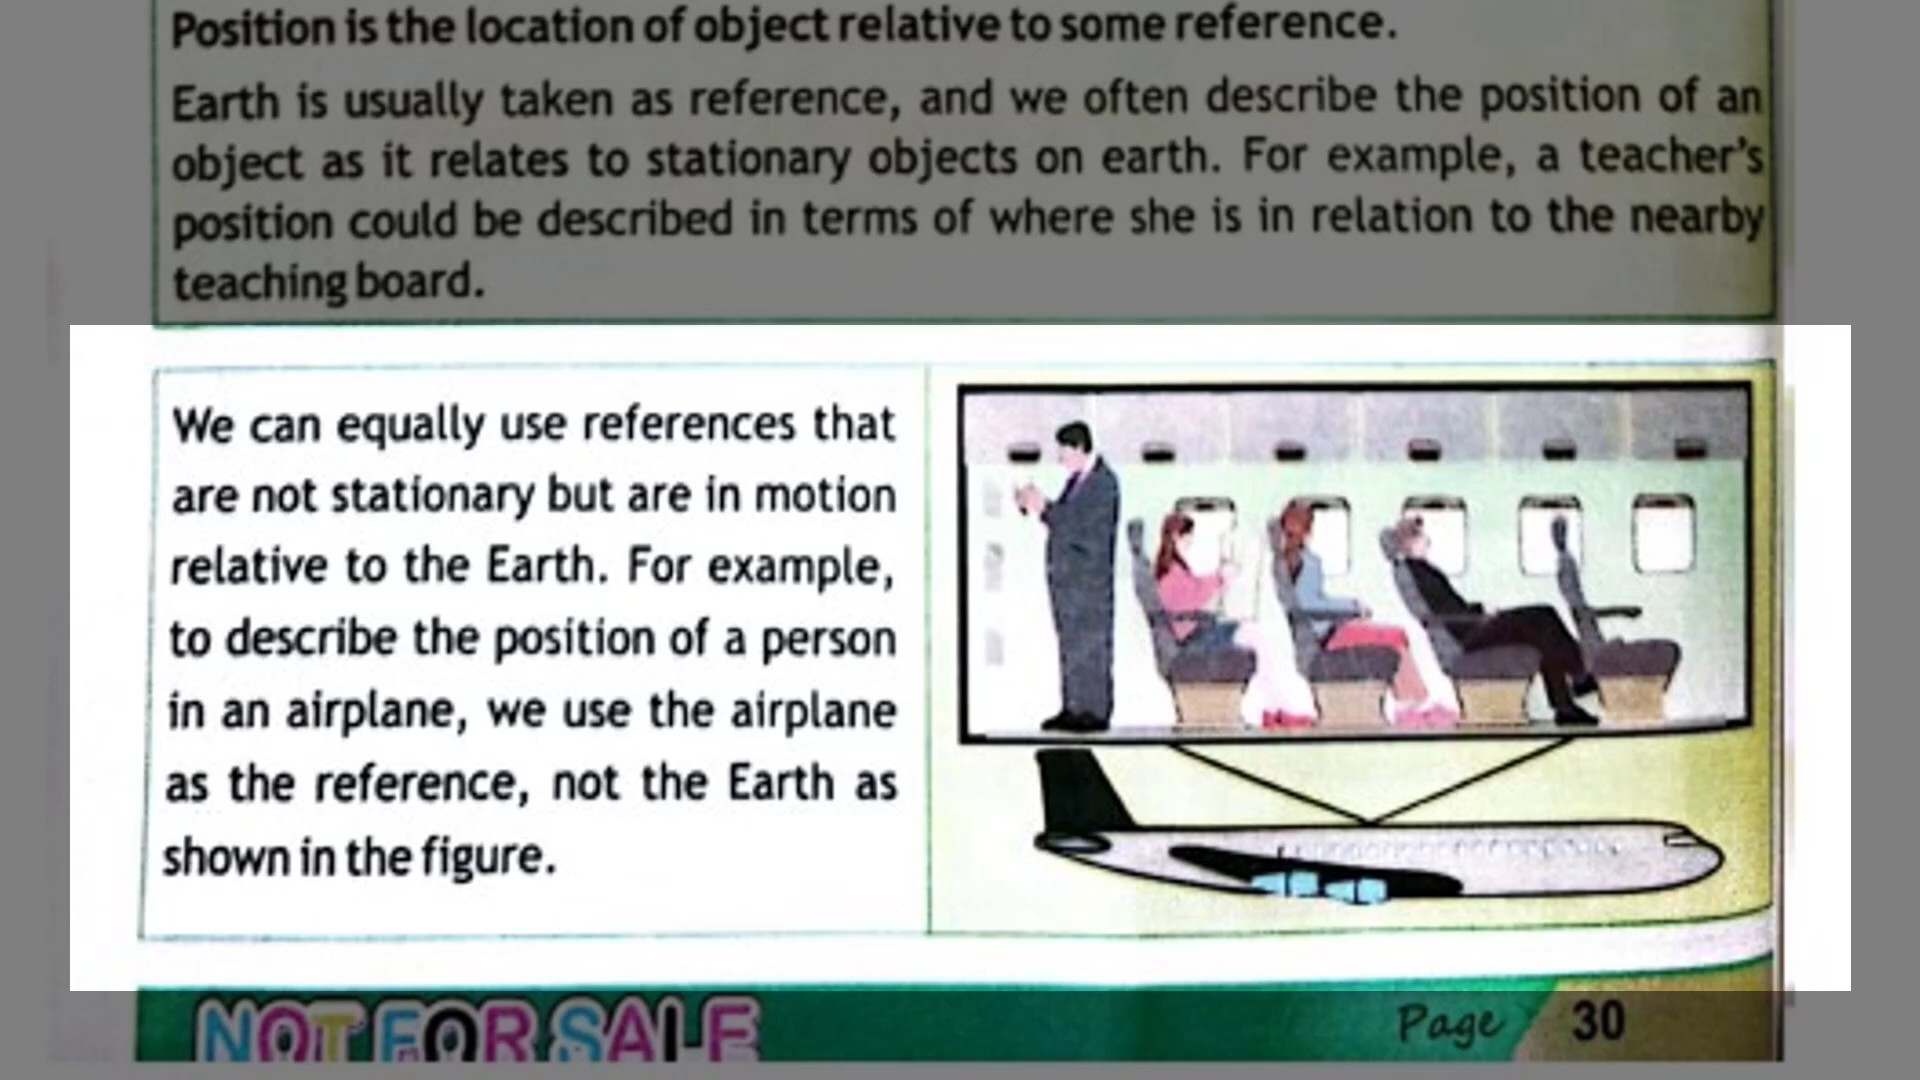 Position is the location of object relative to some reference.
Earth is usually taken as reference, and we often describe the position of an
object as it relates to stationary objects on earth. For example, a teacher's
position could be described in terms of where she is in relation to the nearby
teaching board.
We can equally use references that
are not stationary but are in motion
relative to the Earth. For example,
to describe the position of a person
in an airplane, we use the airplane
as the reference, not the Earth as
shown in the figure.
NOT FOR SALE
Page 30